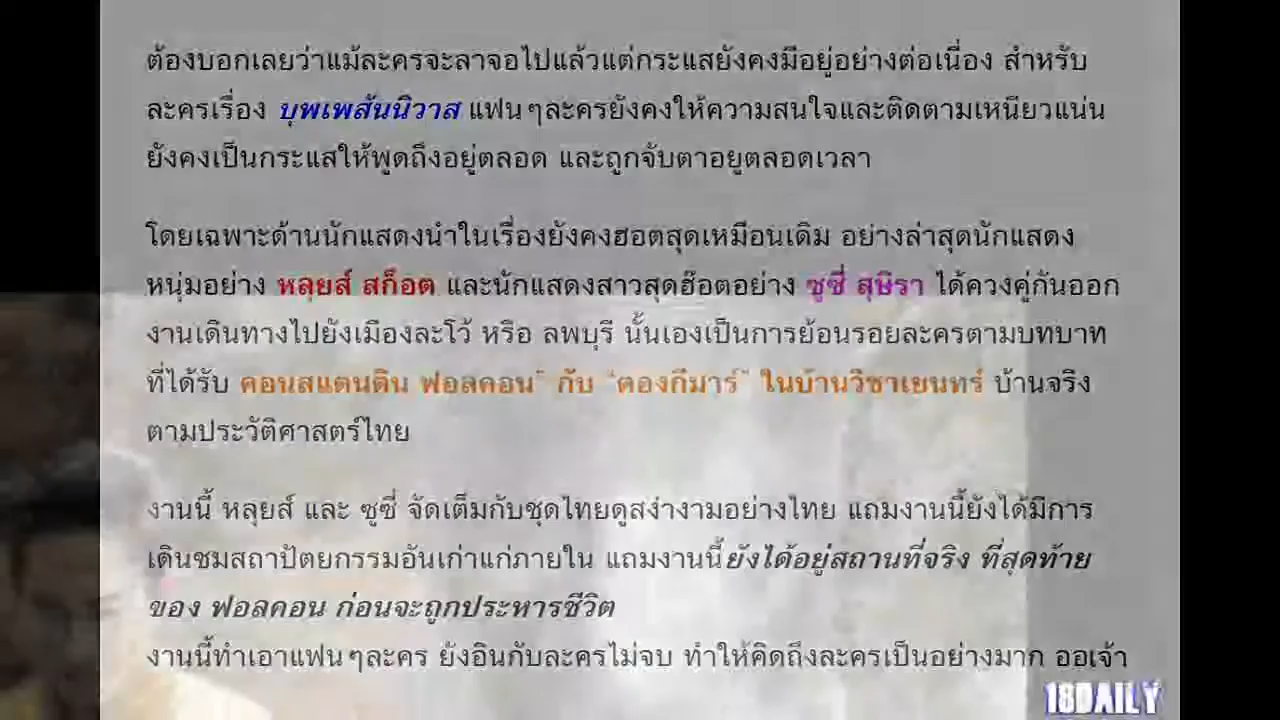 ต้องบอกเลยว่าแม้ละครจะลาจอไปแล้วแต่กระแสยังคงมีอยู่อย่างต่อเนื่อง สำหรับ
ละครเรื่อง บุพเพสันนิวาส แฟนๆละครยังคงให้ความสนใจและติดตามเหนียวแน่น
ยังคงเป็นกระแสให้พูดถึงอยู่ตลอด และถูกจับตาอยูตลอดเวลา
โดยเฉพาะด้านนักแสดงนำในเรื่องยังคงฮอตสุดเหมือนเดิม อย่างล่าสุดนักแสดง
หนุ่มอย่าง หลุยส์ สก็อต และนักแสดงสาวสุดฮ๊อตอย่าง ซูซี่ สุษิรา ได้ควงคู่กันออก
งานเดินทางไปยังเมืองละโว้ หรือ ลพบุรี นั้นเองเป็นการย้อนรอยละครตามบทบาท
ที่ได้รับ คอนสแตนติน ฟอลคอน" กับ "ตองกีมาร์" ในบ้านวิชาเยนทร์ บ้านจริง
ตามประวัติศาสตร์ไทย
งานนี้ หลุยส์ และ ซูซี่ จัดเต็มกับชุดไทยดูสง่างามอย่างไทย แถมงานนี้ยังได้มีการ
เดินชมสถาปัตยกรรมอันเก่าแก่ภายใน แถมงานนี้ยังได้อยู่สถานที่จริง ที่สุดท้าย
ของ ฟอลคอน ก่อนจะถูกประหารชีวิต
งานนี้ทำเอาแฟนๆละคร ยังอินกับละครไม่จบ ทำให้คิดถึงละครเป็นอย่างมาก ออเจ้า
18DAILY